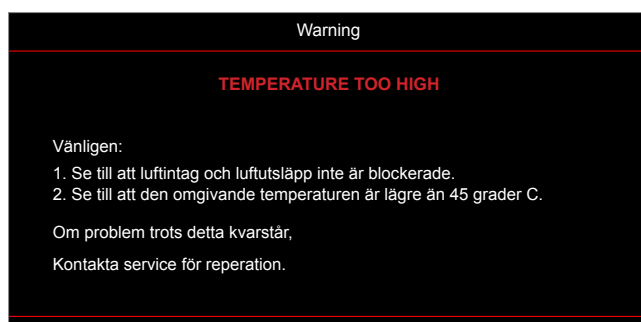 Warning
TEMPERATURE TOO HIGH
Vänligen:
1. Se till att luftintag och luftutsläpp inte är blockerade.
2. Se till att den omgivande temperaturen är lägre än 45 grader C.
Om problem trots detta kvarstår,
Kontakta service för reperation.